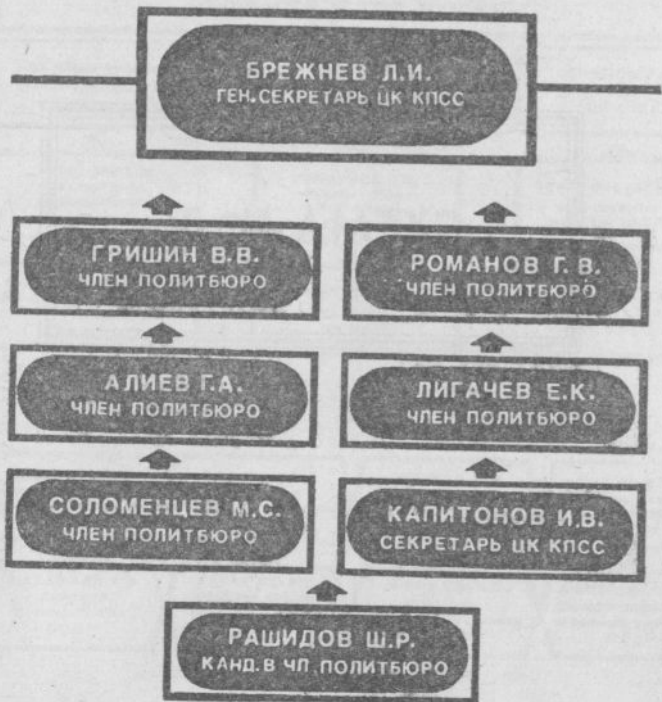 БРЕЖНЕВ Л.И.
ГЕН.СЕКРЕТАРЬ ЦК КПСС
ГРИШИН В.В.
ЧЛЕН ПОЛИТБЮРО
РОМАНОВ Г.В.
ЧЛЕН ПОЛИТБЮРО
АЛИЕВ Г.А.
ЧЛЕН ПОЛИТБЮРО
ЛИГАЧЕВ Е.К.
ЧЛЕН ПОЛИТБЮРО
СОЛОМЕНЦЕВ М.С.
ЧЛЕН ПОЛИТБЮРО
КАПИТОНОВ И.В.
СЕКРЕТАРЬ ЦК КПСС
РАШИДОВ Ш.Р.
КАНД.В ЧЛ.ПОЛИТБЮРО